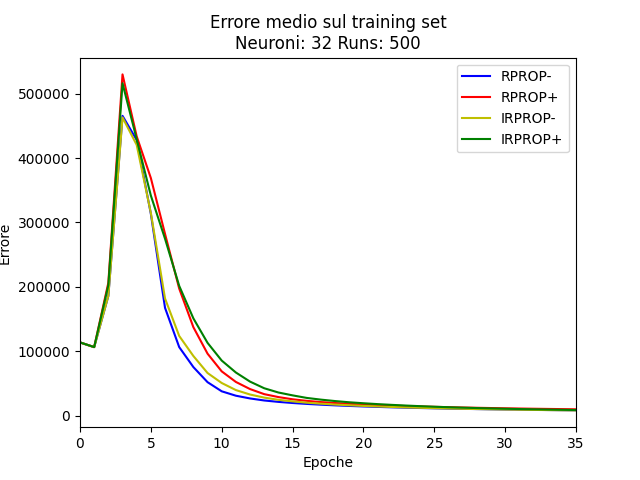 Errore medio sul training set
Neuroni: 32 Runs: 500
RPROP-
RPROP+
IRPROP-
IRPROP+
500000
400000
300000
200000
100000
0
Errore
0 5 10 15 20 25 30 35
Epoche